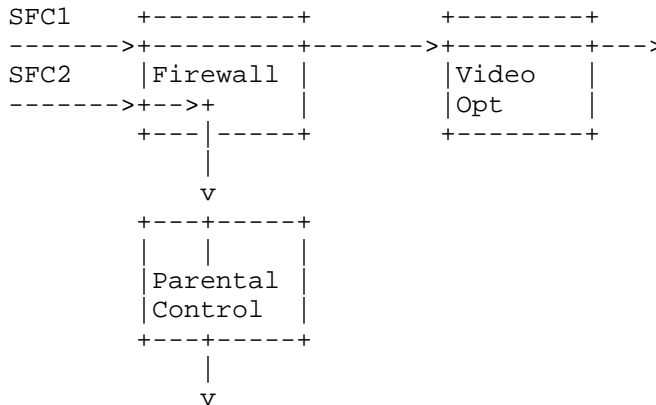 SFC1
SFC2
Firewall
Video
Opt
Parental
Control